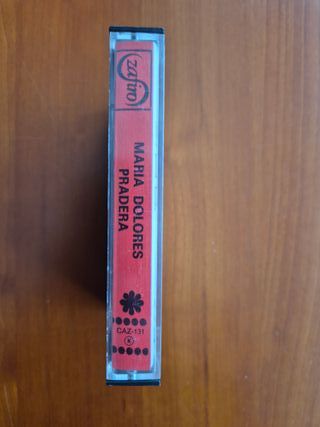 zafiro
MARIA DOLORES
PRADERA
CAZ-131